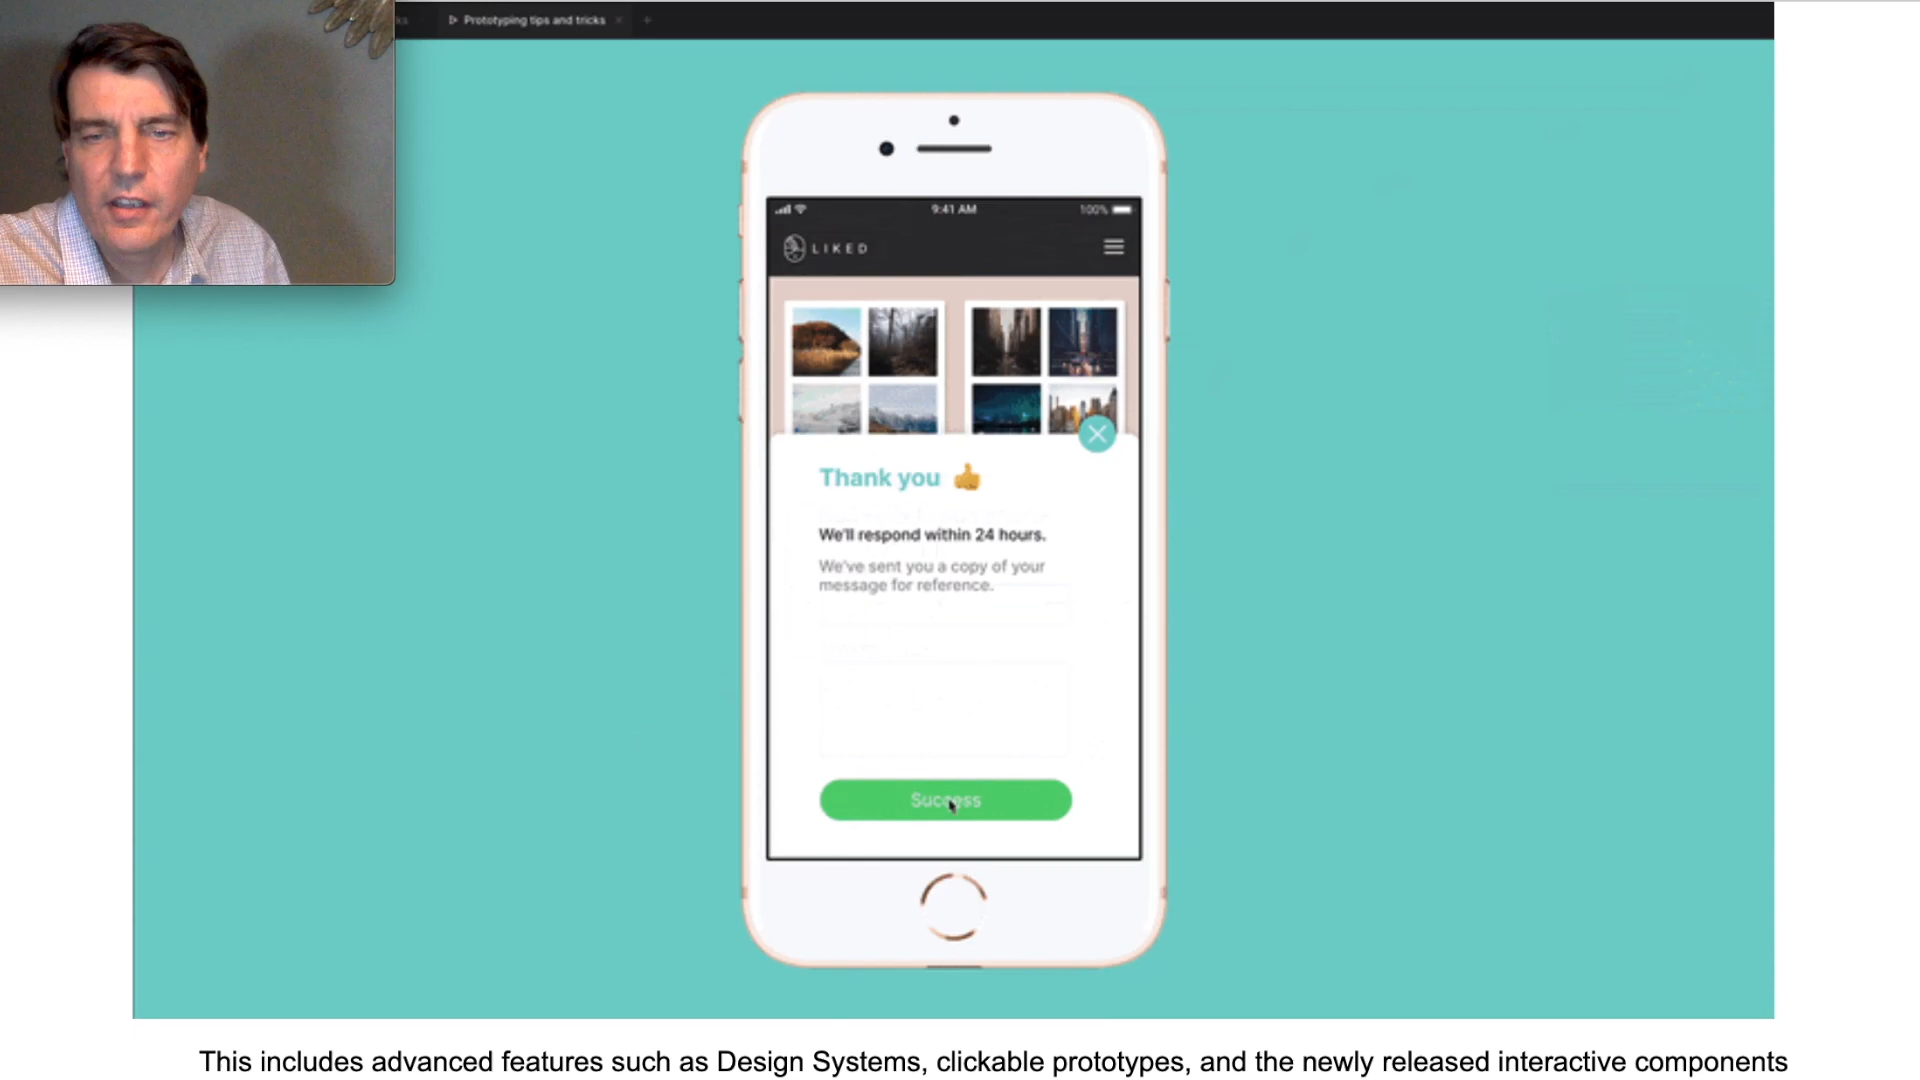 ks
Prototyping tips and tricks
9:41 AM
100%
LIKED
Thank you
We'll respond within 24 hours.
We've sent you a copy of your
message for reference.
Success
This includes advanced features such as Design Systems, clickable prototypes, and the newly released interactive components